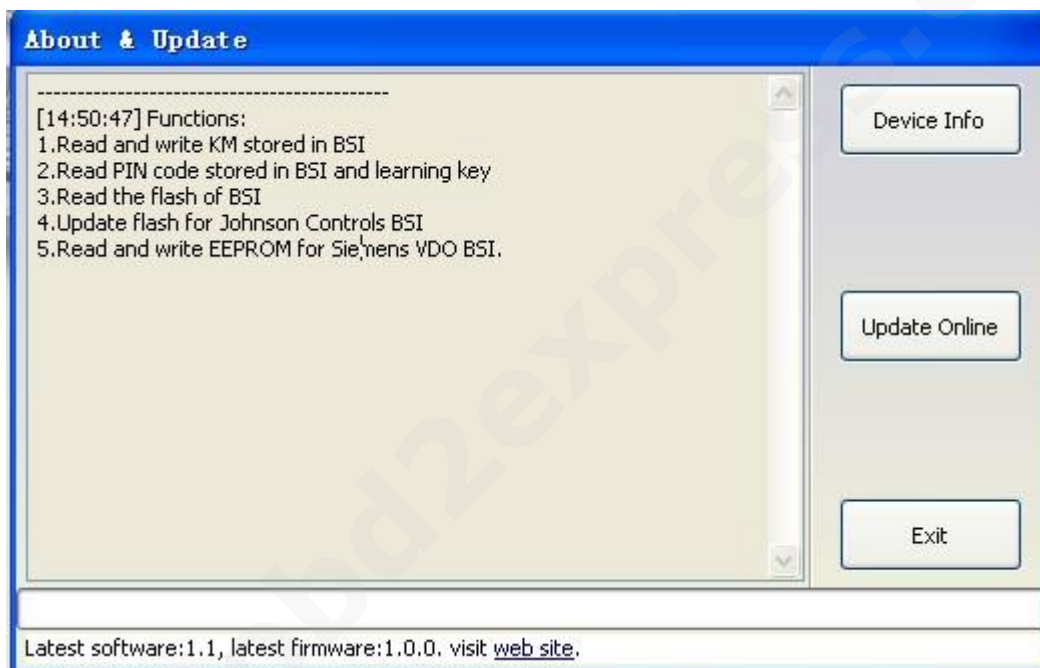 About & Update
---------------------------------------------
[14:50:47] Functions:
1.Read and write KM stored in BSI
2.Read PIN code stored in BSI and learning key
3.Read the flash of BSI
4.Update flash for Johnson Controls BSI
5.Read and write EEPROM for Siemens VDO BSI.
Device Info
Update Online
Exit
Latest software:1.1, latest firmware:1.0.0. visit web site.